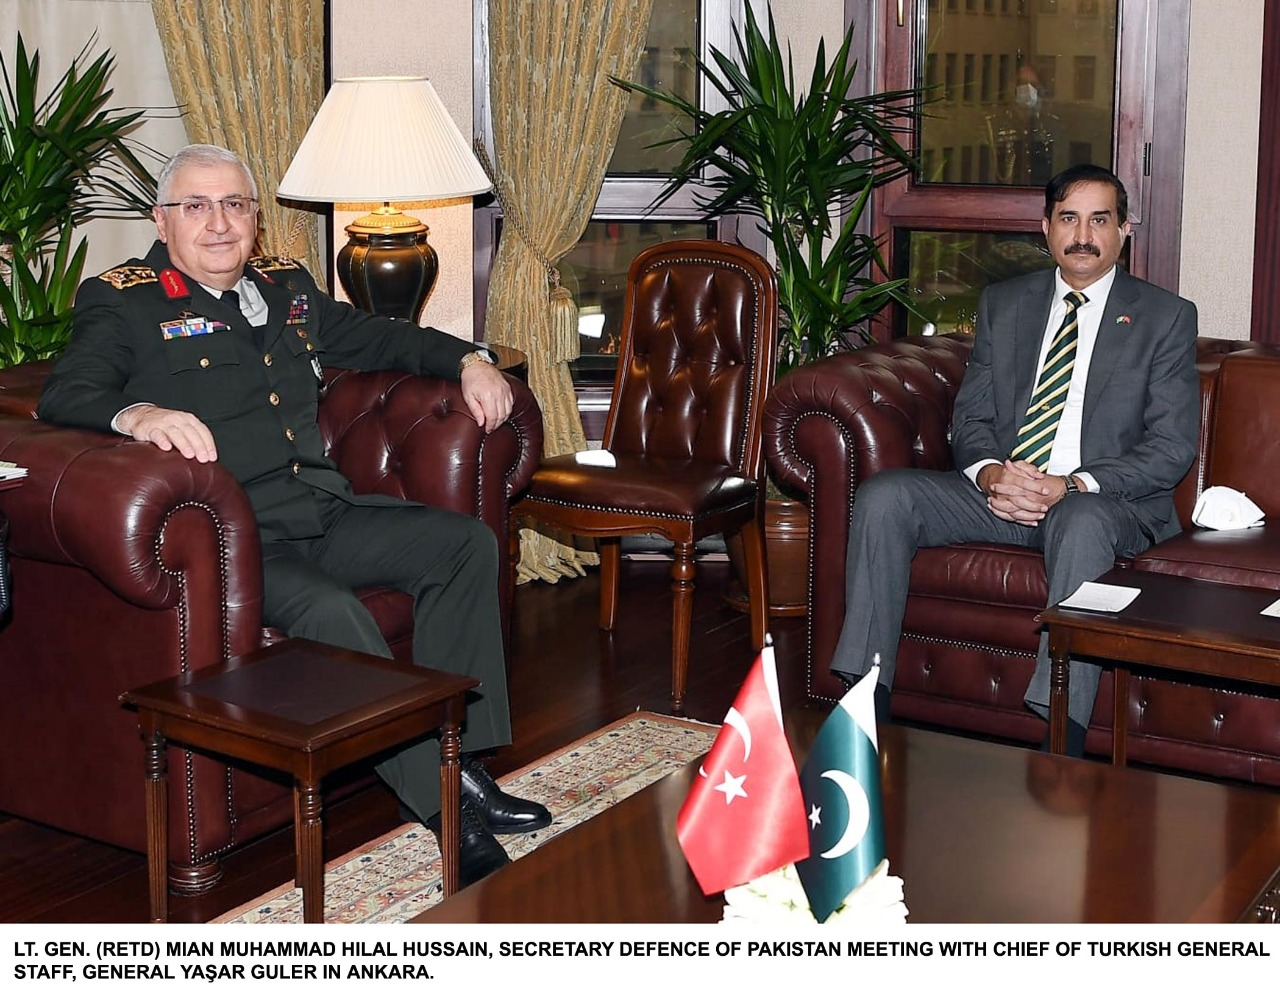 LT. GEN. (RETD) MIAN MUHAMMAD HILAL HUSSAIN, SECRETARY DEFENCE OF PAKISTAN MEETING WITH CHIEF OF TURKISH GENERAL
STAFF, GENERAL YAŞAR GULER IN ANKARA.